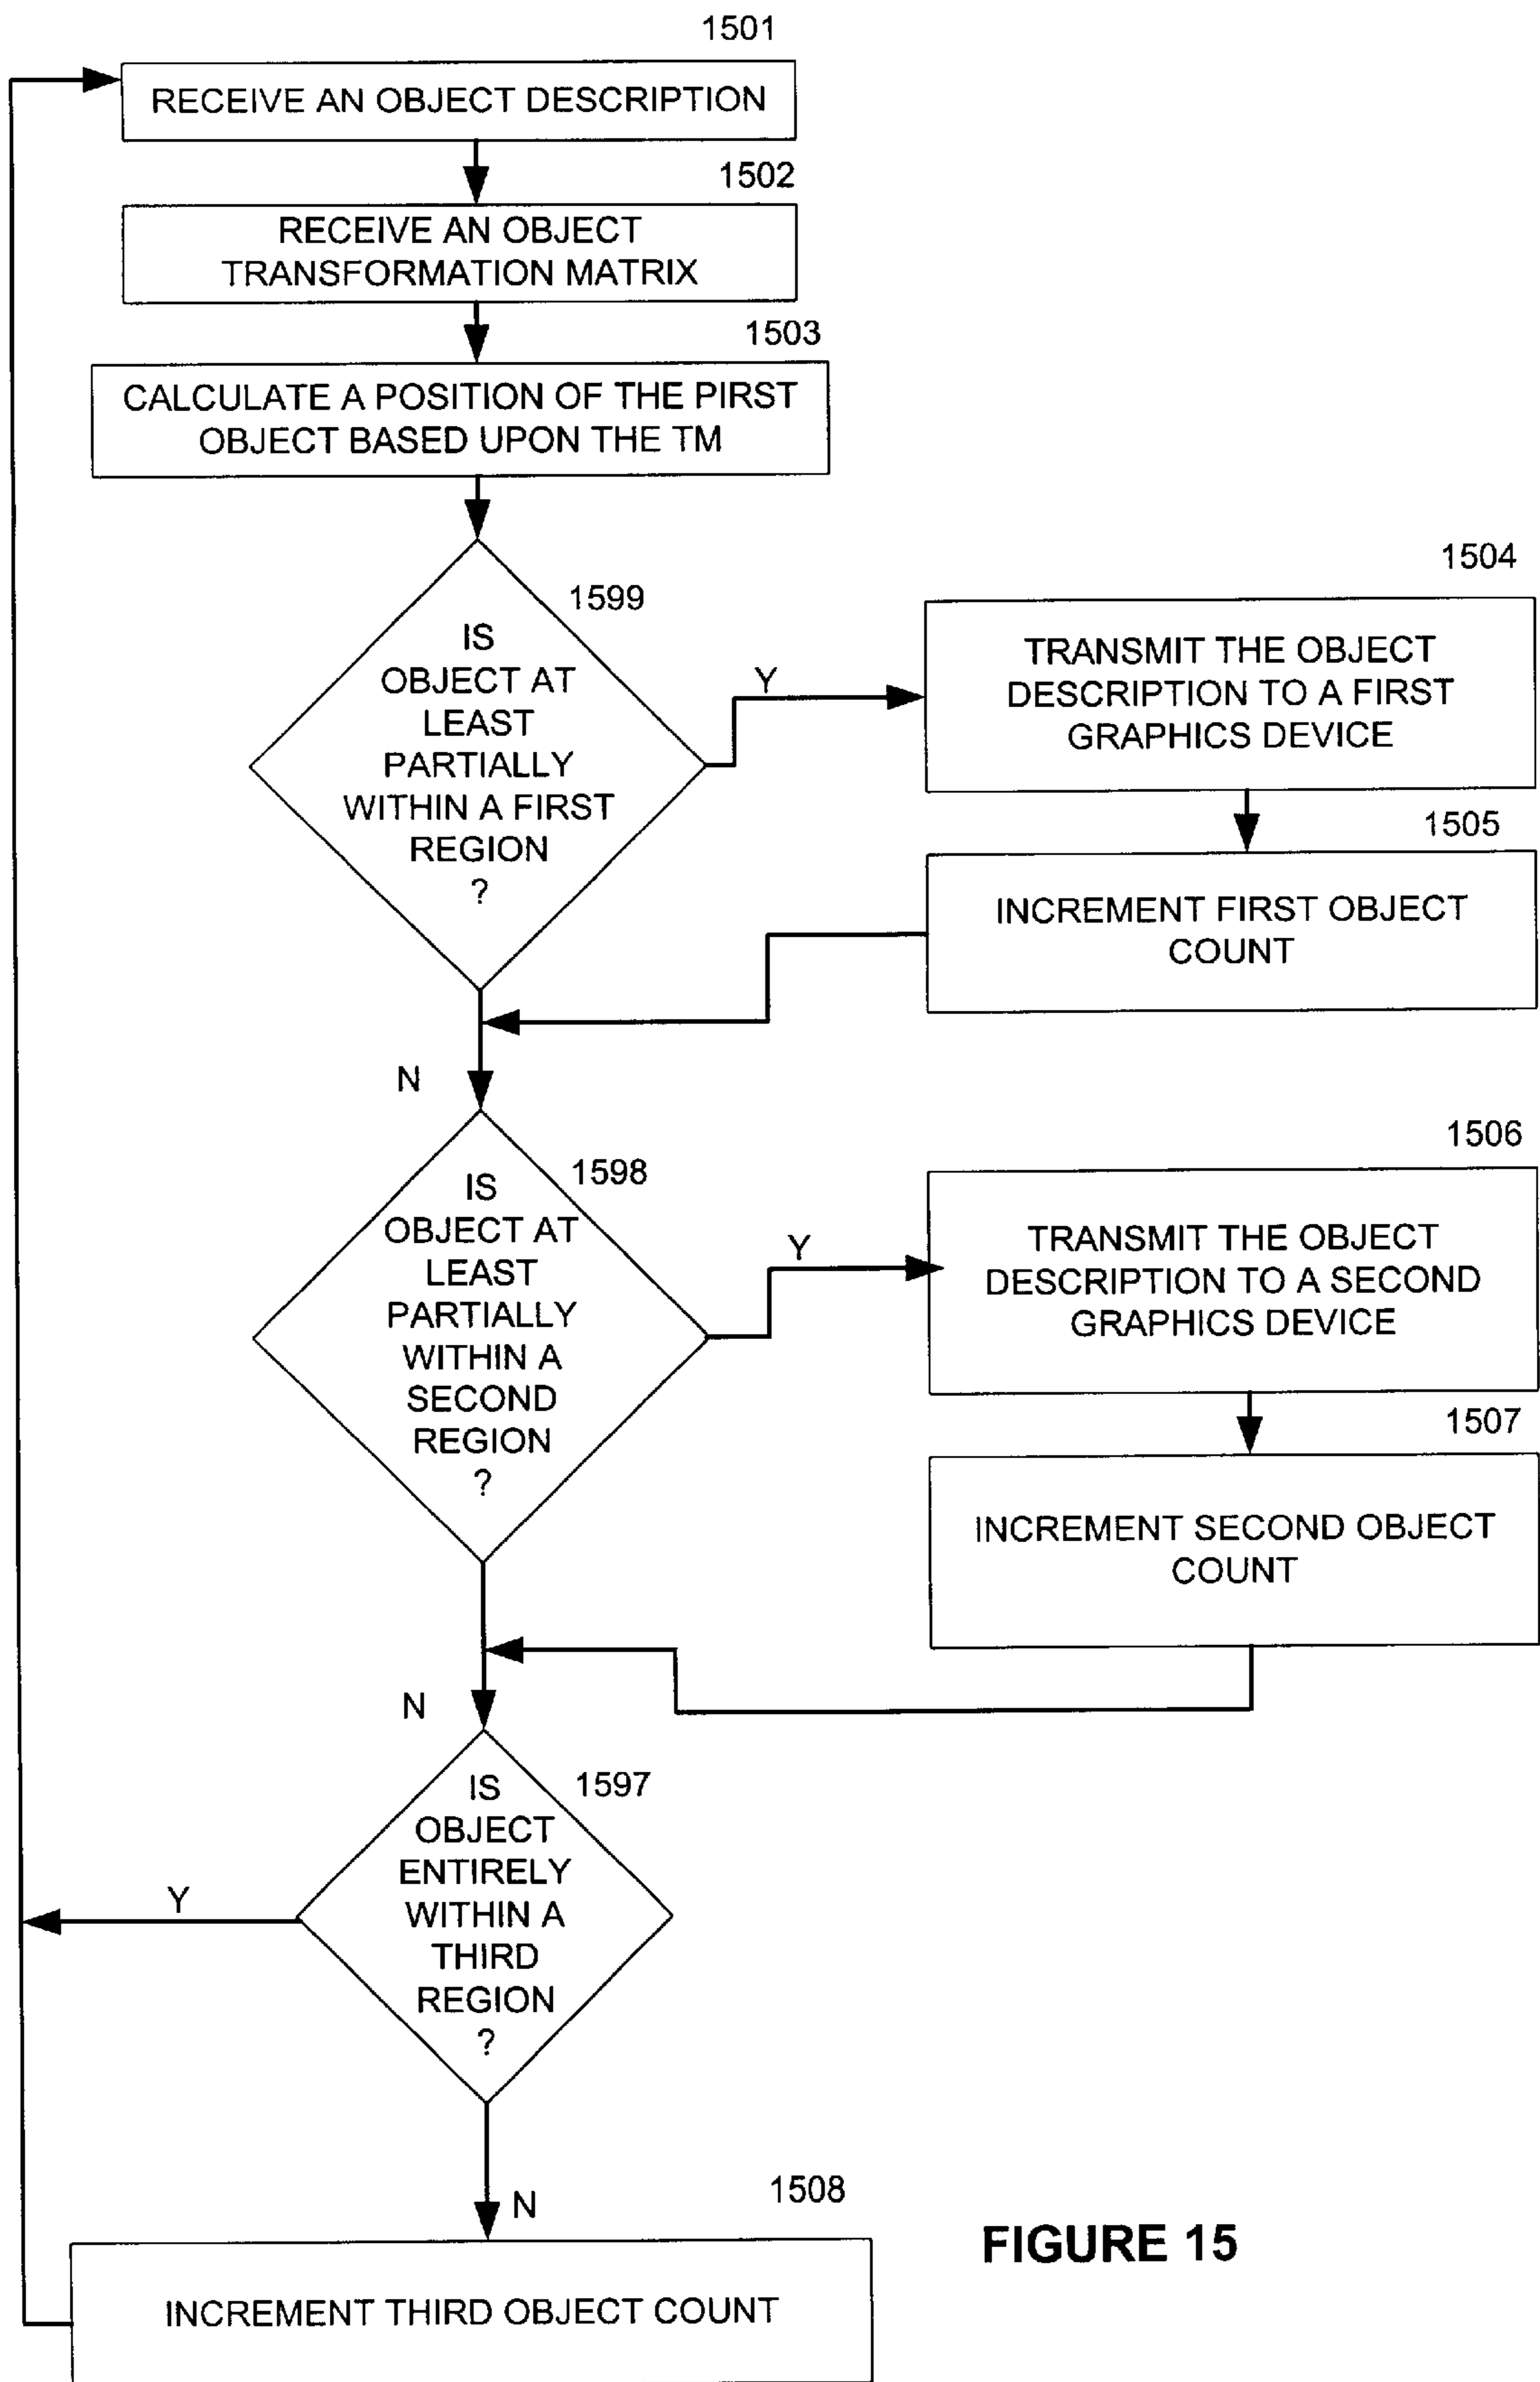 1501
RECEIVE AN OBJECT DESCRIPTION
1502
RECEIVE AN OBJECT
TRANSFORMATION MATRIX
1503
CALCULATE A POSITION OF THE PIRST
OBJECT BASED UPON THE TM
1599
IS
OBJECT AT
LEAST
PARTIALLY
WITHIN A FIRST
REGION
?
Y
1504
TRANSMIT THE OBJECT
DESCRIPTION TO A FIRST
GRAPHICS DEVICE
1505
INCREMENT FIRST OBJECT
COUNT
N
1598
IS
OBJECT AT
LEAST
PARTIALLY
WITHIN A
SECOND
REGION
?
Y
1506
TRANSMIT THE OBJECT
DESCRIPTION TO A SECOND
GRAPHICS DEVICE
1507
INCREMENT SECOND OBJECT
COUNT
N
1597
IS
OBJECT
ENTIRELY
WITHIN A
THIRD
REGION
?
Y
N
1508
INCREMENT THIRD OBJECT COUNT
FIGURE 15